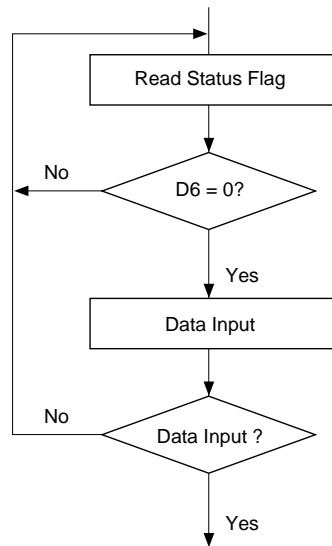 Read Status Flag
No
D6 = 0?
Yes
Data Input
No
Data Input ?
Yes